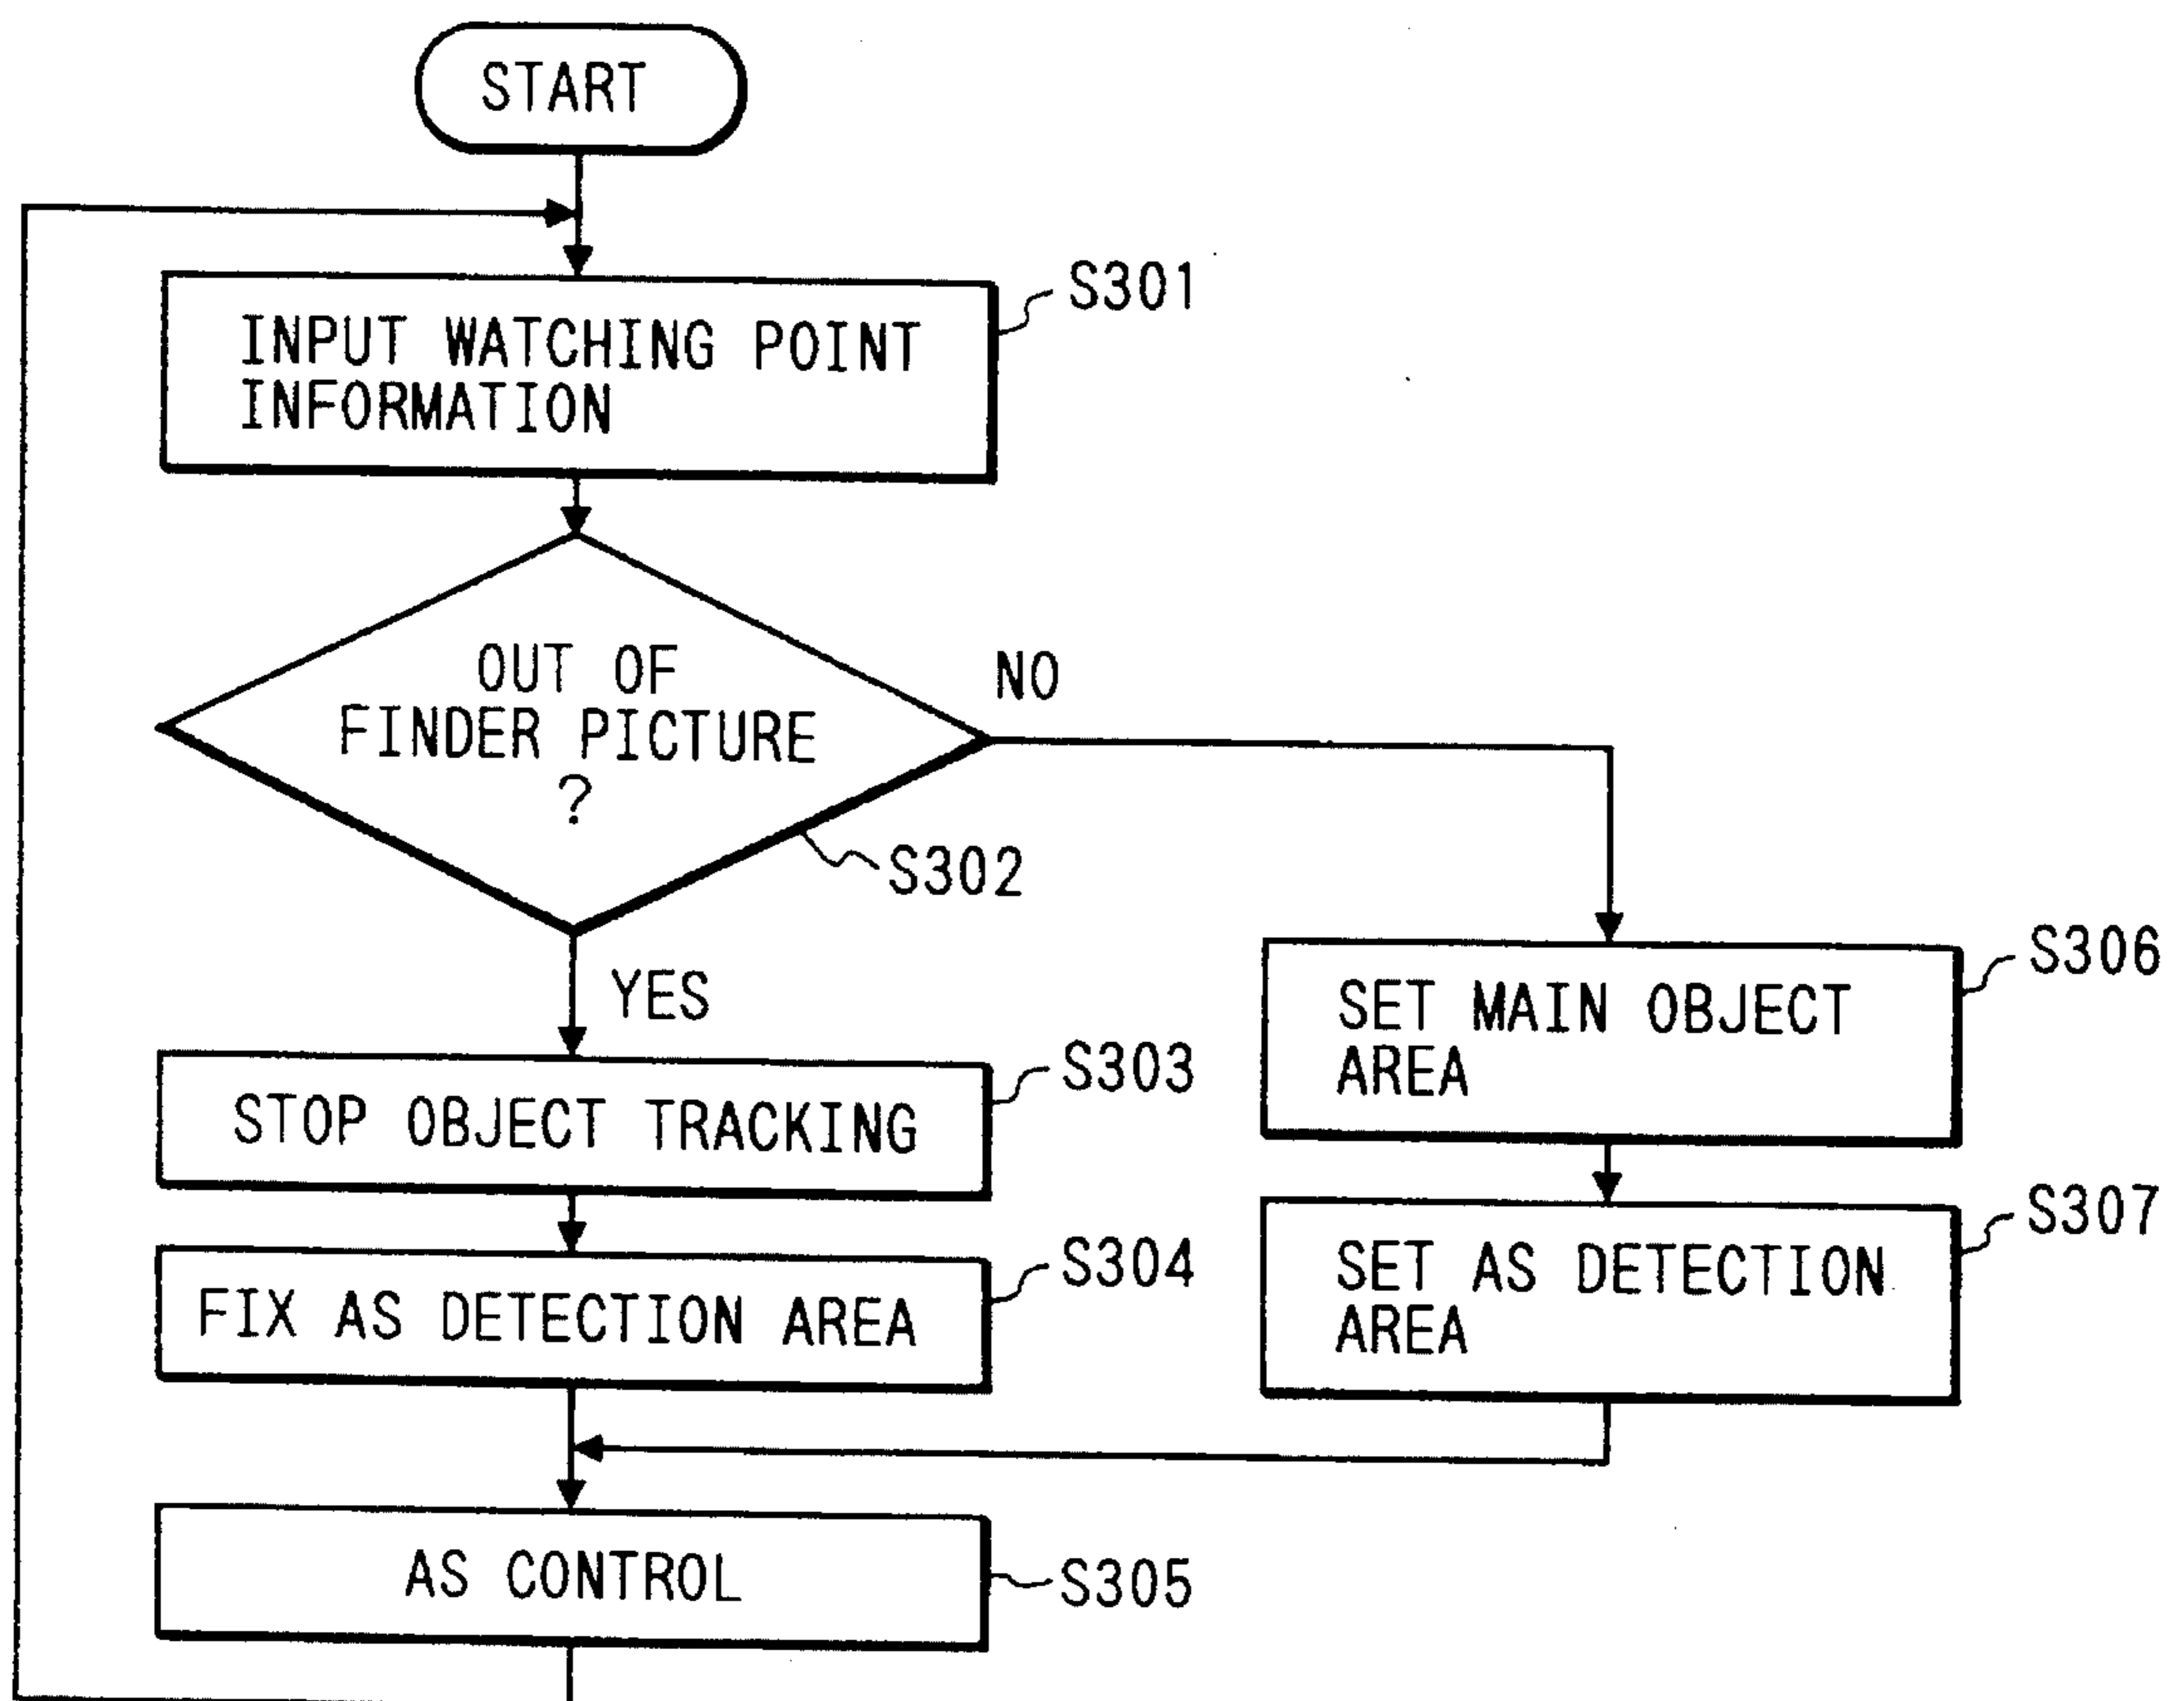 START
S301
INPUT WATCHING POINT
INFORMATION
OUT OF
FINDER PICTURE
?
NO
S302
YES
S303
STOP OBJECT TRACKING
S304
FIX AS DETECTION AREA
S306
SET MAIN OBJECT
AREA
S307
SET AS DETECTION
AREA
AS CONTROL
S305